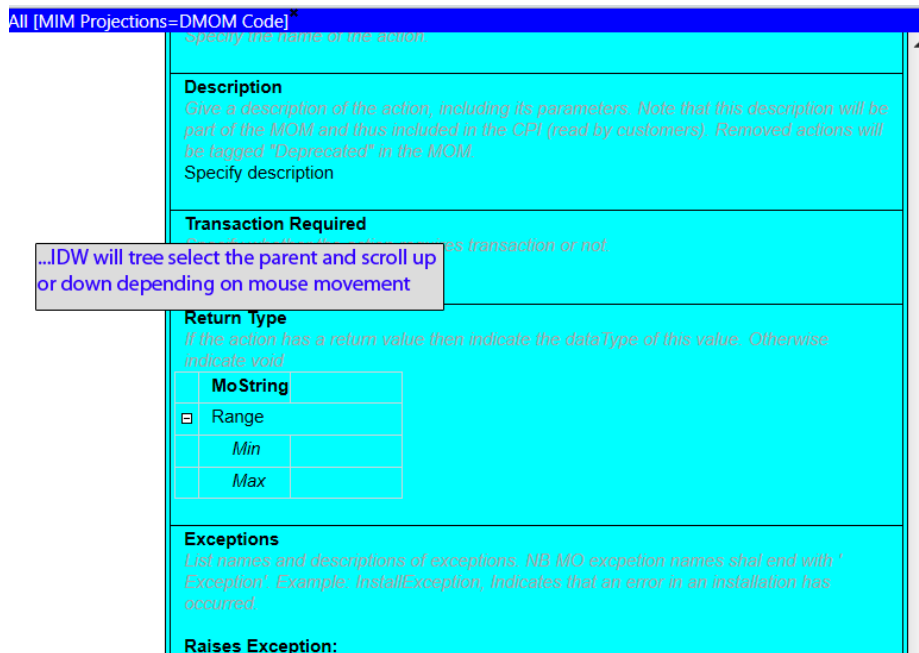 All [MIM Projections=DMOM Code]
Specify the name of the action.
Description
Give a description of the action, including its parameters. Note that this description will be
part of the MOM and thus included in the CPI (read by customers). Removed actions will
be tagged "Deprecated" in the MOM.
Specify description
Transaction Required
es transaction or not.
...IDW will tree select the parent and scroll up
or down depending on mouse movement
Return Type
If the action has a return value then indicate the dataType of this value. Otherwise
indicate void.
MoString
Range
Min
Max
Exceptions
List names and descriptions of exceptions. NB MO excpetion names shal end with '
Exception'. Example: InstallException, Indicates that an error in an installation has
occurred.
Raises Exception: